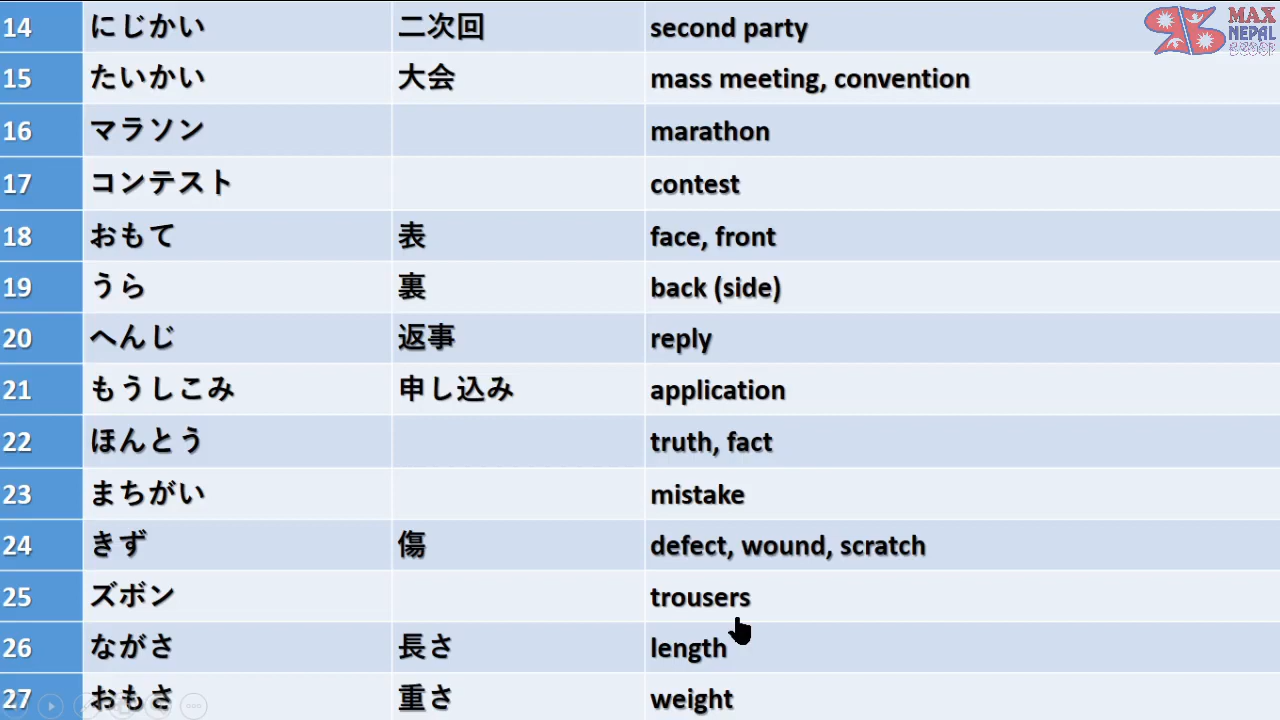 14 にじかい 二次回 second party
15 たいかい 大会 mass meeting, convention
16 マラソン marathon
17 コンテスト contest
18 おもて 表 face, front
19 うら 裏 back (side)
20 へんじ 返事 reply
21 もうしこみ 申し込み application
22 ほんとう truth, fact
23 まちがい mistake
24 きず 傷 defect, wound, scratch
25 ズボン trousers
26 ながさ 長さ length
27 おもさ 重さ weight
MAX
NEPAL